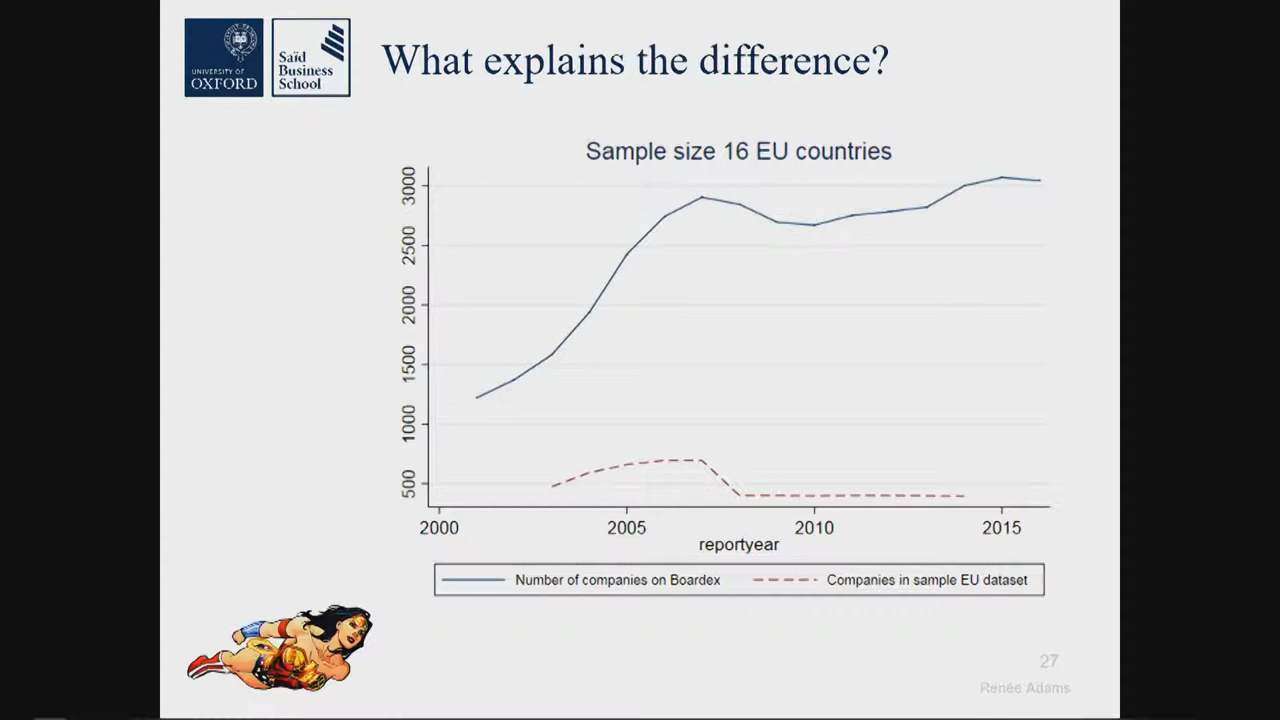 UNIVERSITY OF
OXFORD
Saïd
Business
School
What explains the difference?
Sample size 16 EU countries
3000
2500
2000
1500
1000
500
2000 2005 2010 2015
reportyear
Number of companies on Boardex Companies in sample EU dataset
27
Renée Adams